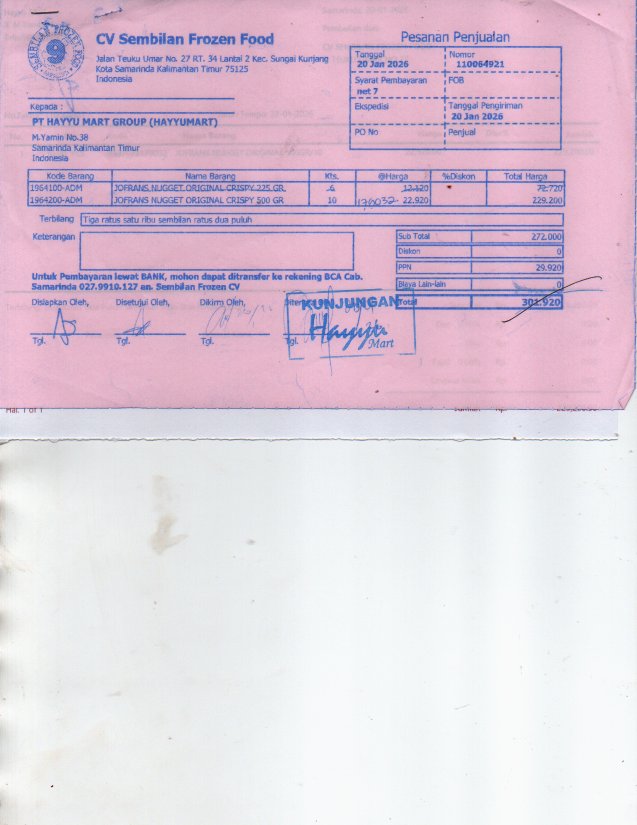 CV Sembilan Frozen Food
Jalan Teuku Umar No. 27 RT. 34 Lantai 2 Kec. Sungai Kunjang
Kota Samarinda Kalimantan Timur 75125
Indonesia
Pesanan Penjualan
Tanggal Nomor
20 Jan 2026 110064921
Syarat Pembayaran FOB
net 7
Ekspedisi Tanggal Pengiriman
20 Jan 2026
PO No Penjual
Kepada :
PT HAYYU MART GROUP (HAYYUMART)
M.Yamin No.38
Samarinda Kalimantan Timur
Indonesia
Kode Barang Nama Barang Kts. @Harga %Diskon Total Harga
1964100-ADM JOFRANS NUGGET ORIGINAL CRISPY 225 GR 6 12.120 72.720
1964200-ADM JOFRANS NUGGET ORIGINAL CRISPY 500 GR 10 22.920 229.200
Terbilang Tiga ratus satu ribu sembilan ratus dua puluh
Keterangan
Sub Total 272.000
Diskon 0
PPN 29.920
Biaya Lain-lain 0
Total 301.920
Untuk Pembayaran lewat BANK, mohon dapat ditransfer ke rekening BCA Cab.
Samarinda 027.9910.127 an. Sembilan Frozen CV
Disiapkan Oleh, Disetujui Oleh, Dikirim Oleh,
KUNJUNGAN
Hayyu
Mart
Tgl. Tgl. Tgl. Tgl.
Hal. 1 of 1